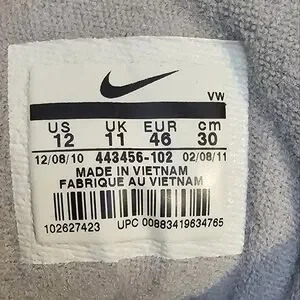 VW
US UK EUR cm
12 11 46 30
12/08/10 443456-102 02/08/11
MADE IN VIETNAM
FABRIQUE AU VIETNAM
102627423 UPC 00883419634765